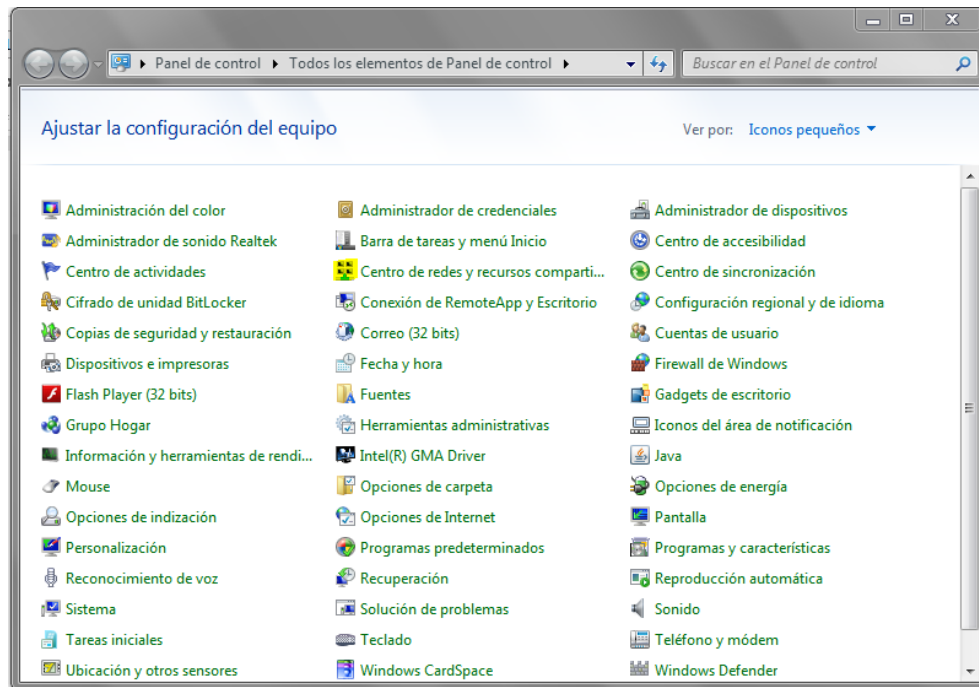 Panel de control Todos los elementos de Panel de control
Buscar en el Panel de control
Ajustar la configuración del equipo
Ver por: Iconos pequeños
Administración del color
Administrador de credenciales
Administrador de dispositivos
Administrador de sonido Realtek
Barra de tareas y menú Inicio
Centro de accesibilidad
Centro de actividades
Centro de redes y recursos comparti...
Centro de sincronización
Cifrado de unidad BitLocker
Conexión de RemoteApp y Escritorio
Configuración regional y de idioma
Copias de seguridad y restauración
Correo (32 bits)
Cuentas de usuario
Dispositivos e impresoras
Fecha y hora
Firewall de Windows
Flash Player (32 bits)
Fuentes
Gadgets de escritorio
Grupo Hogar
Herramientas administrativas
Iconos del área de notificación
Información y herramientas de rendi...
Intel(R) GMA Driver
Java
Mouse
Opciones de carpeta
Opciones de energía
Opciones de indización
Opciones de Internet
Pantalla
Personalización
Programas predeterminados
Programas y características
Reconocimiento de voz
Recuperación
Reproducción automática
Sistema
Solución de problemas
Sonido
Tareas iniciales
Teclado
Teléfono y módem
Ubicación y otros sensores
Windows CardSpace
Windows Defender